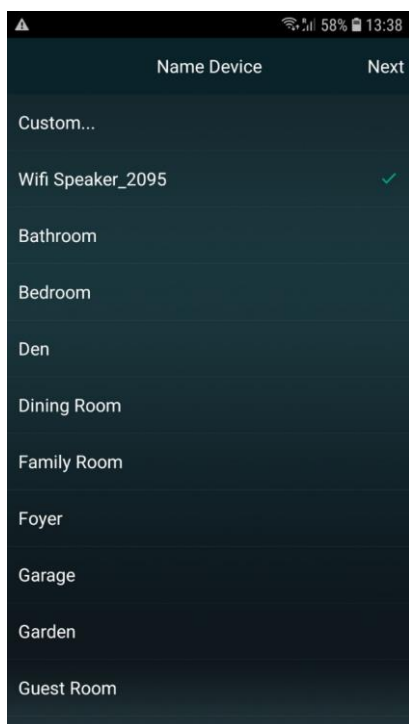 58% 13:38
Name Device Next
Custom...
Wifi Speaker_2095
Bathroom
Bedroom
Den
Dining Room
Family Room
Foyer
Garage
Garden
Guest Room